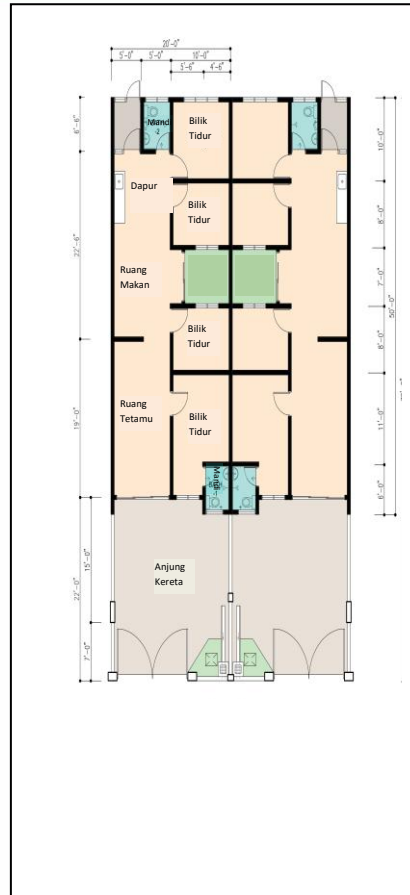 20'-0"
5'-0" 5'-0" 10'-0"
5'-6" 4'-6"
6'-6"
Mandi
2
Bilik
Tidur
10'-0"
Dapur
Bilik
Tidur
8'-0"
22'-6"
Ruang
Makan
7'-0"
50'-0"
Bilik
Tidur
8'-0"
19'-0"
Ruang
Tetamu
Bilik
Tidur
11'-0"
6'-0"
Anjung
Kereta
15'-0"
22'-0"
7'-0"